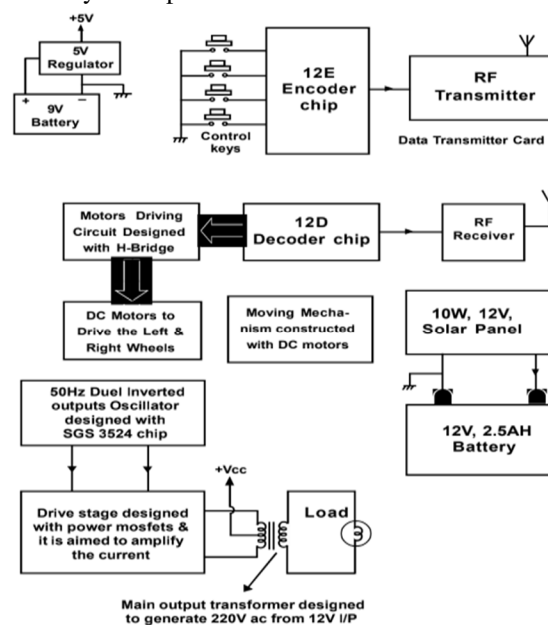 +5V
5V
Regulator
+ −
9V
Battery
Control
keys
12E
Encoder
chip
RF
Transmitter
Data Transmitter Card
Motors Driving
Circuit Designed
with H-Bridge
12D
Decoder chip
RF
Receiver
DC Motors to
Drive the Left &
Right Wheels
Moving Mecha-
nism constructed
with DC motors
10W, 12V,
Solar Panel
12V, 2.5AH
Battery
50Hz Duel Inverted
outputs Oscillator
designed with
SGS 3524 chip
+Vcc
Drive stage designed
with power mosfets &
it is aimed to amplify
the current
Load
Main output transformer designed
to generate 220V ac from 12V I/P